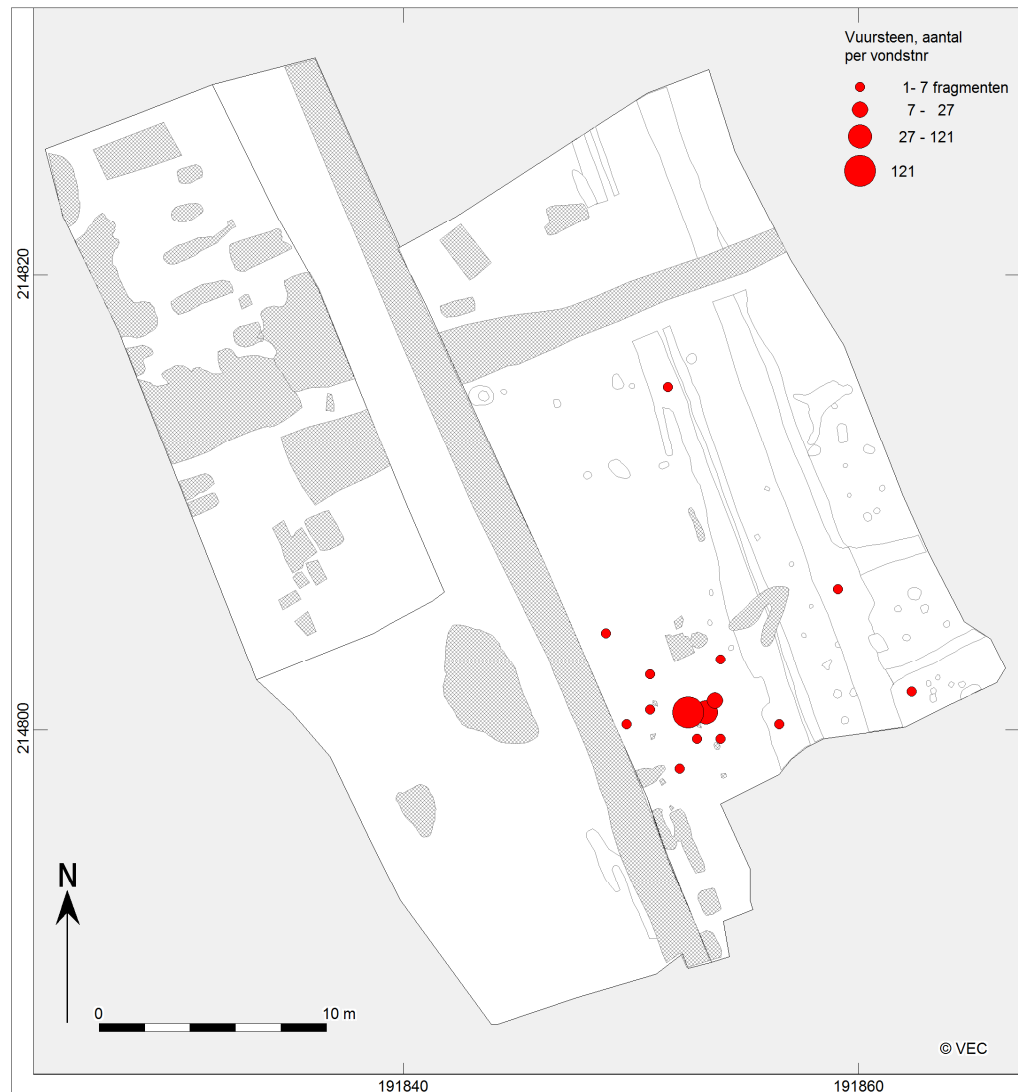 Vuursteen, aantal
per vondstnr
1- 7 fragmenten
7 - 27
27 - 121
121
214820
214800
N
0 10 m
© VEC
191840 191860